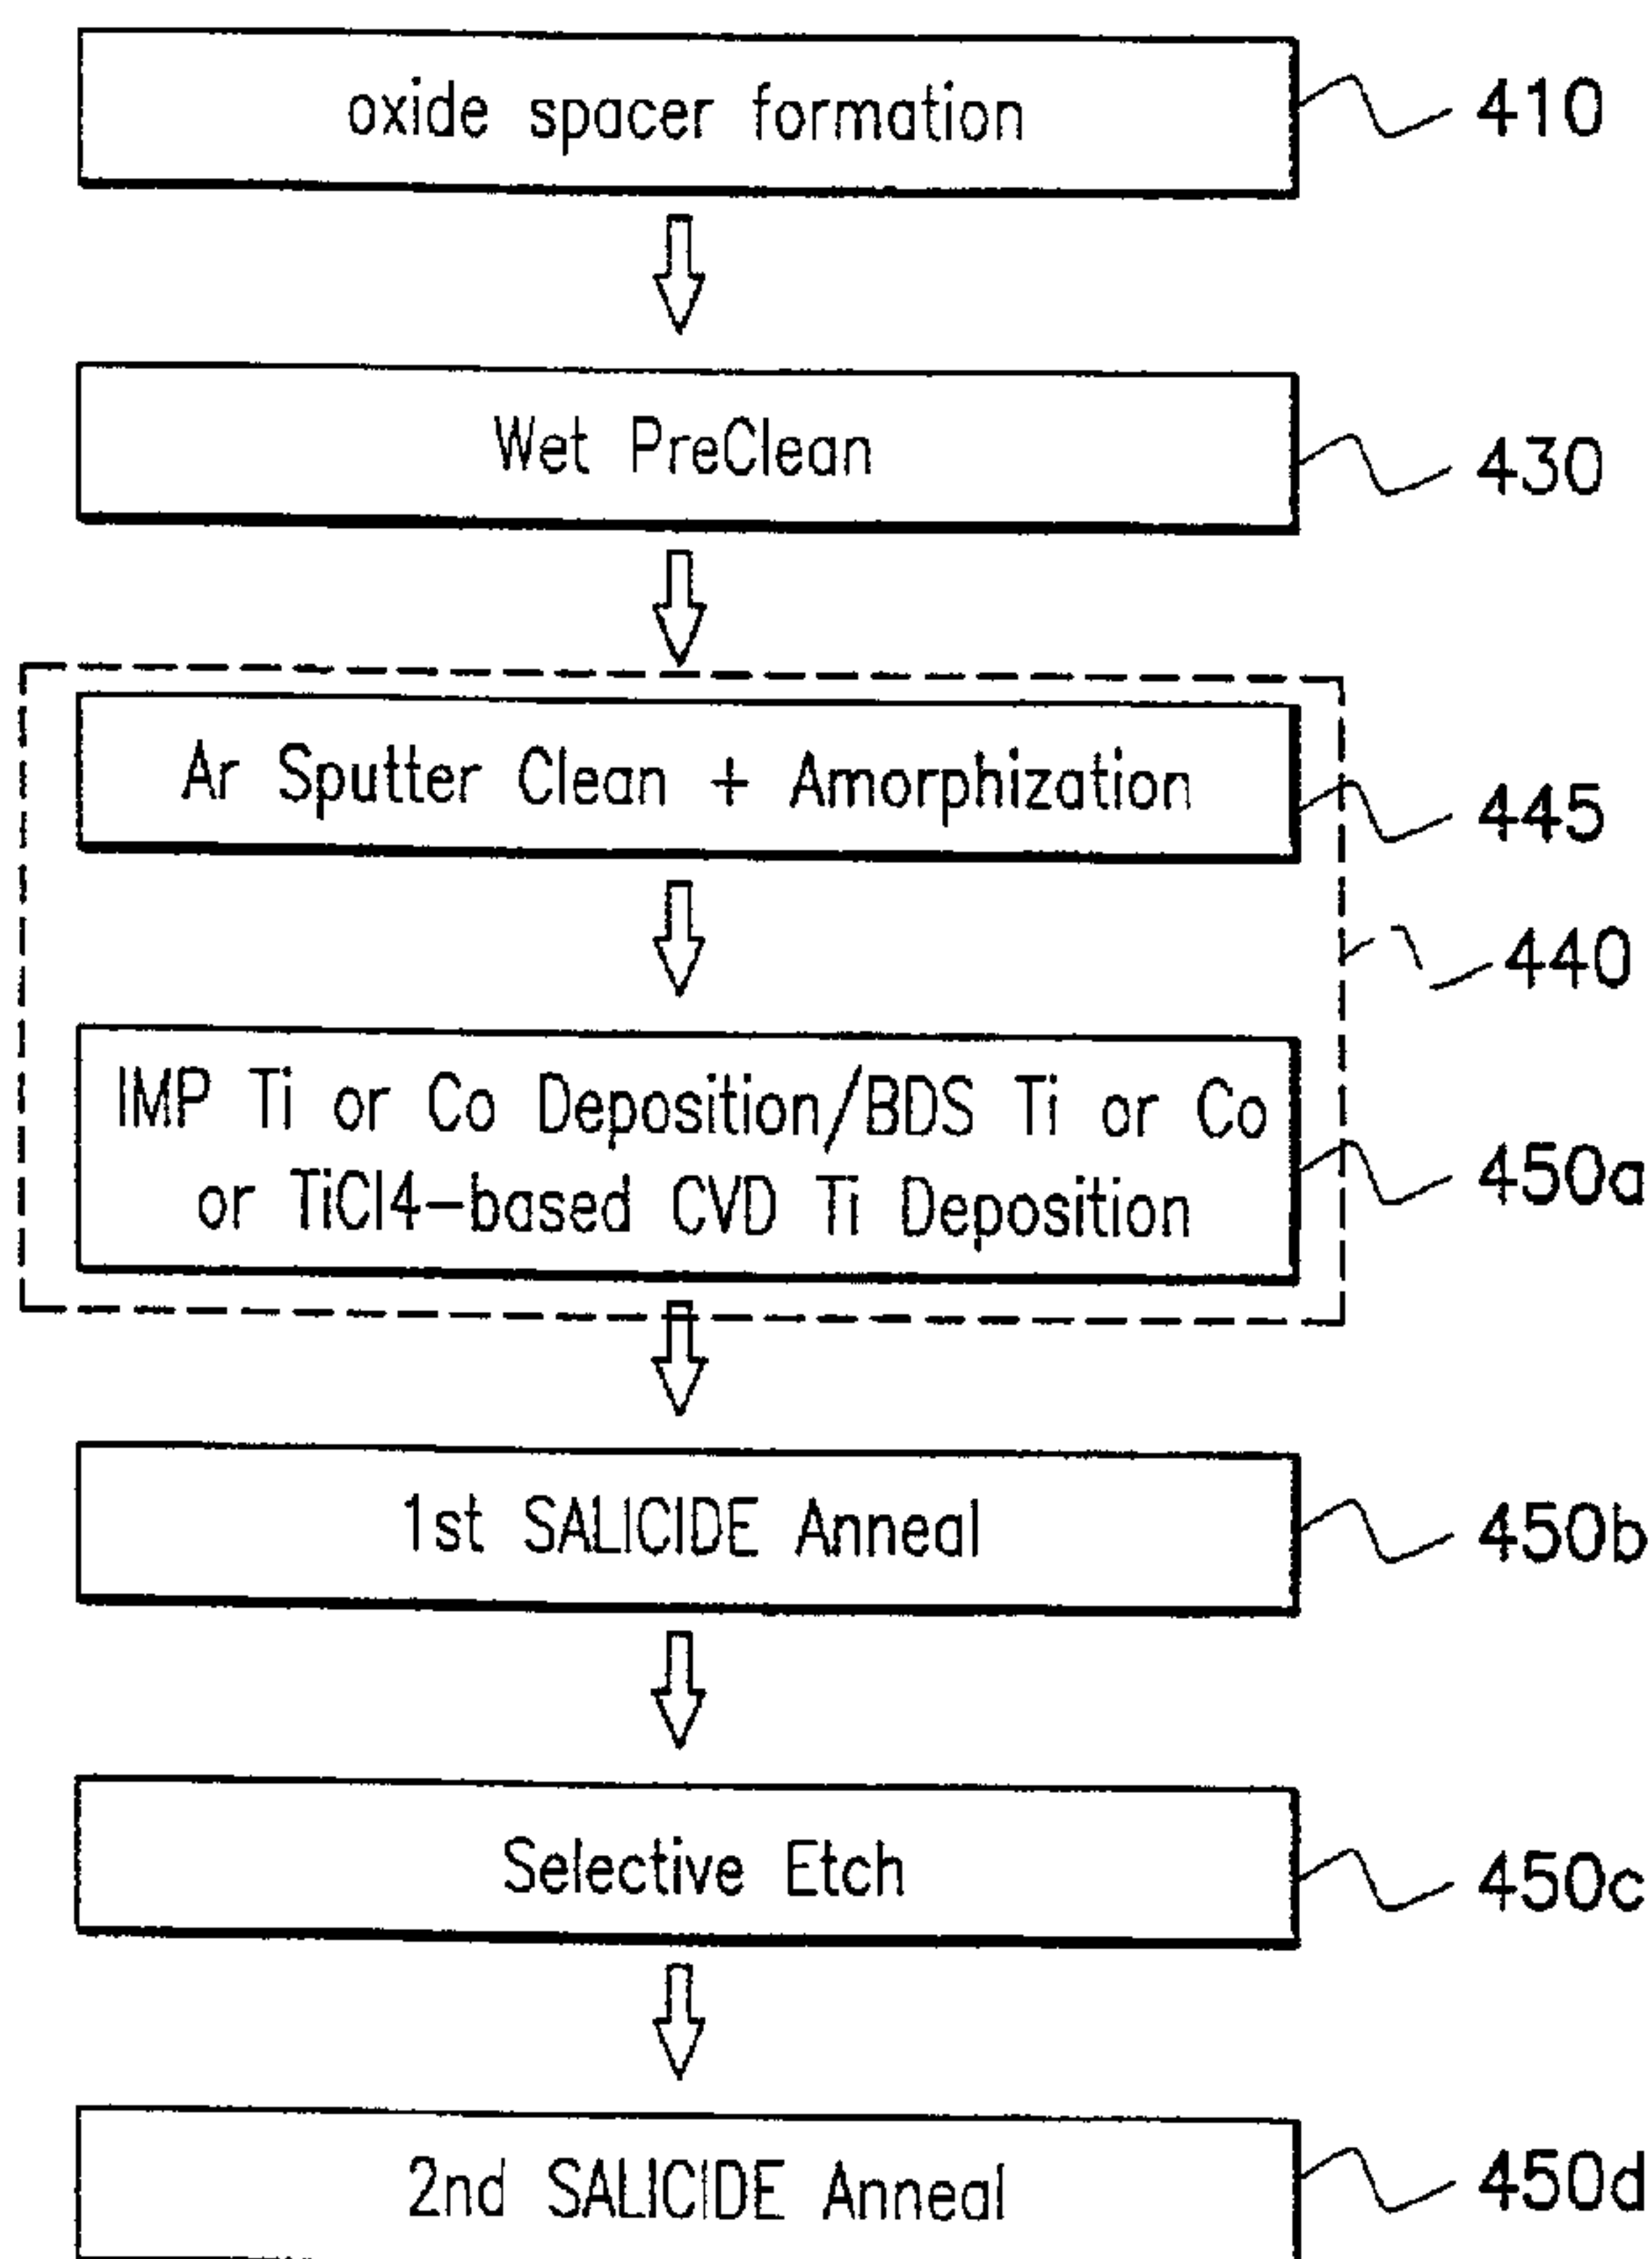 oxide spacer formation
410
Wet PreClean
430
Ar Sputter Clean + Amorphization
445
440
IMP Ti or Co Deposition/BDS Ti or Co
or TiCl4-based CVD Ti Deposition
450a
1st SALICIDE Anneal
450b
Selective Etch
450c
2nd SALICIDE Anneal
450d